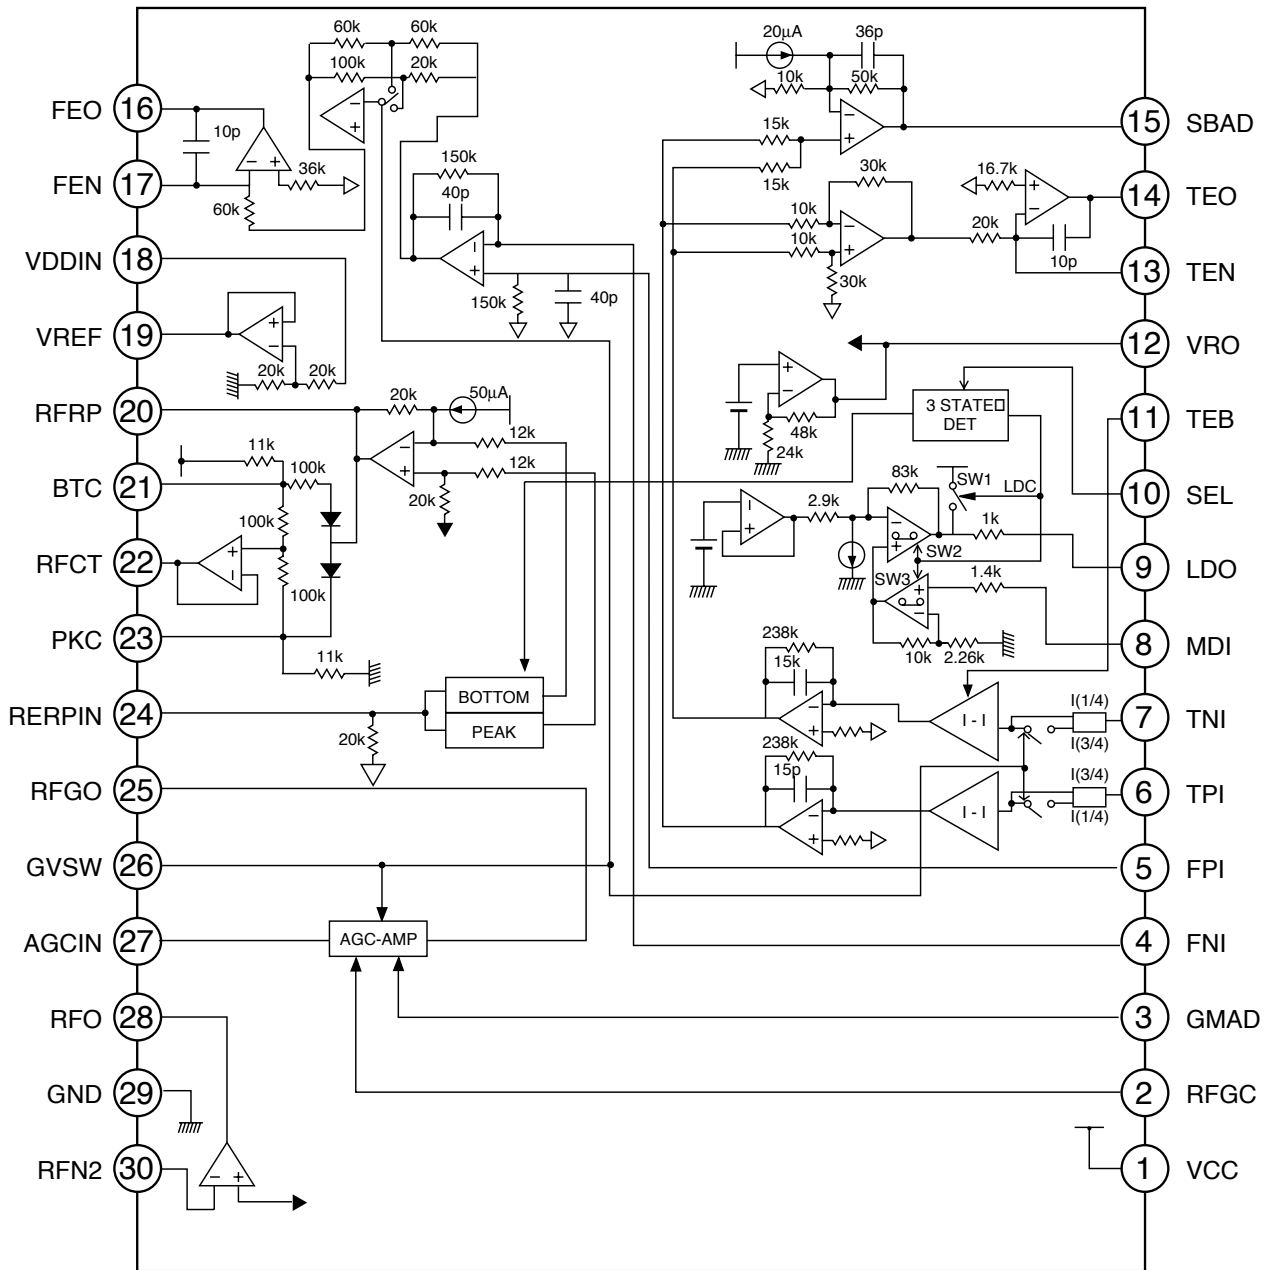 60k
60k
100k
20k
20µA
36p
10k
50k
FEO
16
10p
15k
15
SBAD
FEN
17
36k
150k
15k
30k
16.7k
14
TEO
60k
40p
10k
20k
10k
10p
VDDIN
18
150k
40p
30k
13
TEN
VREF
19
12
VRO
20k
20k
RFRP
20
20k
50µA
3 STATE
DET
11
TEB
48k
24k
11k
12k
12k
BTC
21
100k
20k
83k
SW1
LDC
10
SEL
2.9k
1k
100k
RFCT
22
SW2
9
LDO
100k
SW3
1.4k
PKC
23
238k
10k
2.26k
8
MDI
11k
15k
BOTTOM
PEAK
RERPIN
24
20k
I - I
I(1/4)
I(3/4)
7
TNI
238k
15p
RFGO
25
I - I
I(3/4)
I(1/4)
6
TPI
GVSW
26
5
FPI
AGCIN
27
AGC-AMP
4
FNI
RFO
28
3
GMAD
GND
29
2
RFGC
RFN2
30
1
VCC